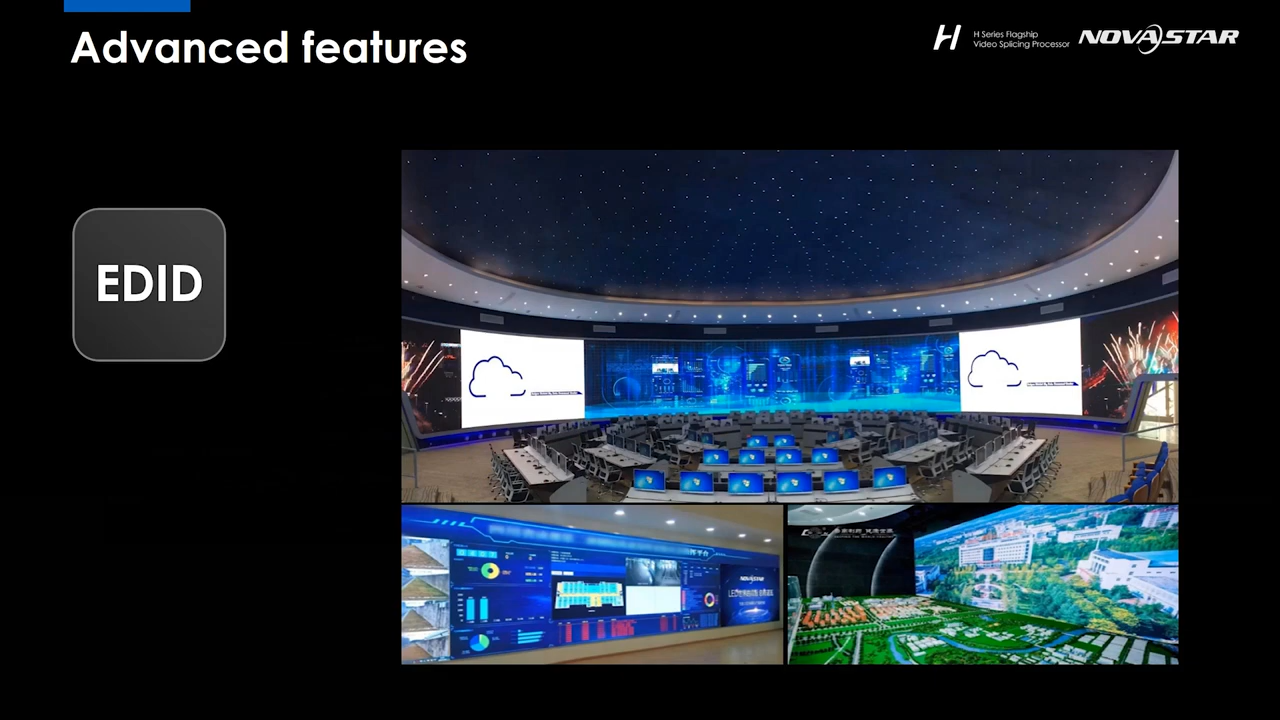 Advanced features
H
H Series Flagship
Video Splicing Processor
NOVASTAR
EDID
NOVASTAR